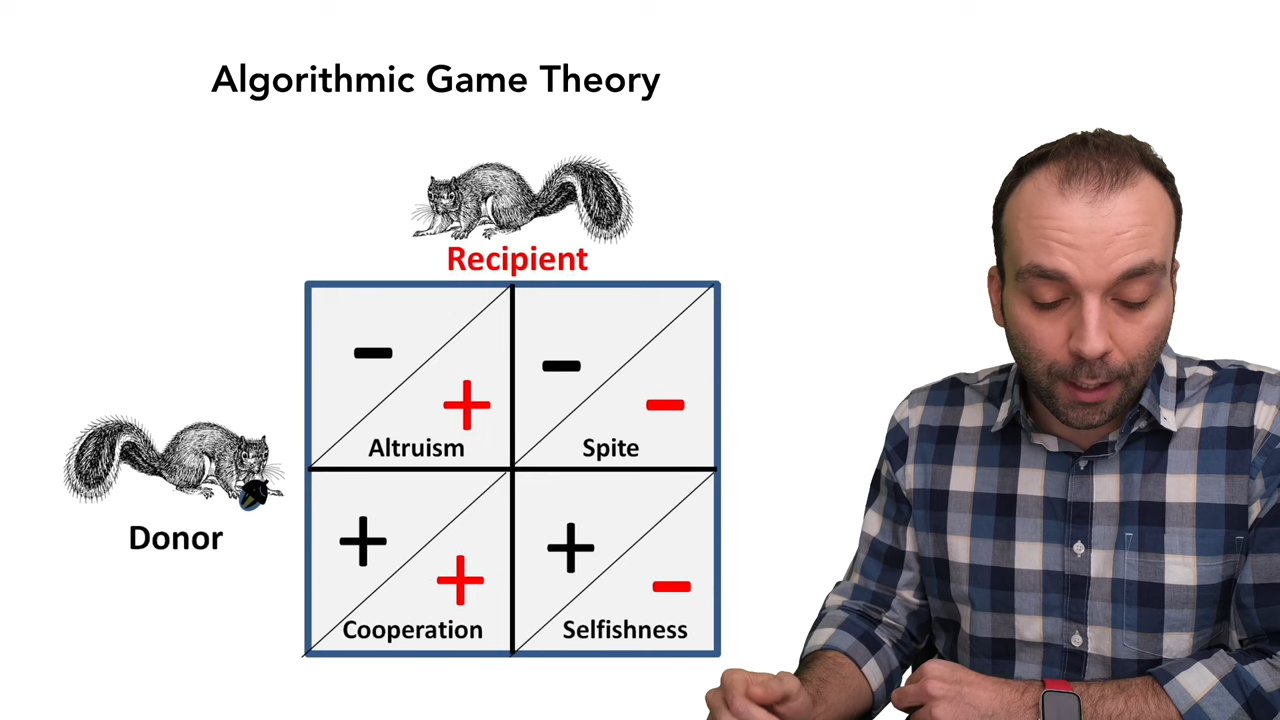 Algorithmic Game Theory
Recipient
- + Altruism
- - Spite
Donor
+ + Cooperation
+ - Selfishness